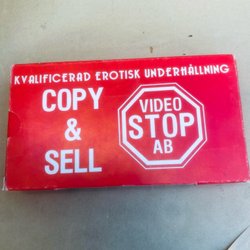 KVALIFICERAD EROTISK UNDERHÅLLNING
COPY
&
SELL
VIDEO
STOP
AB